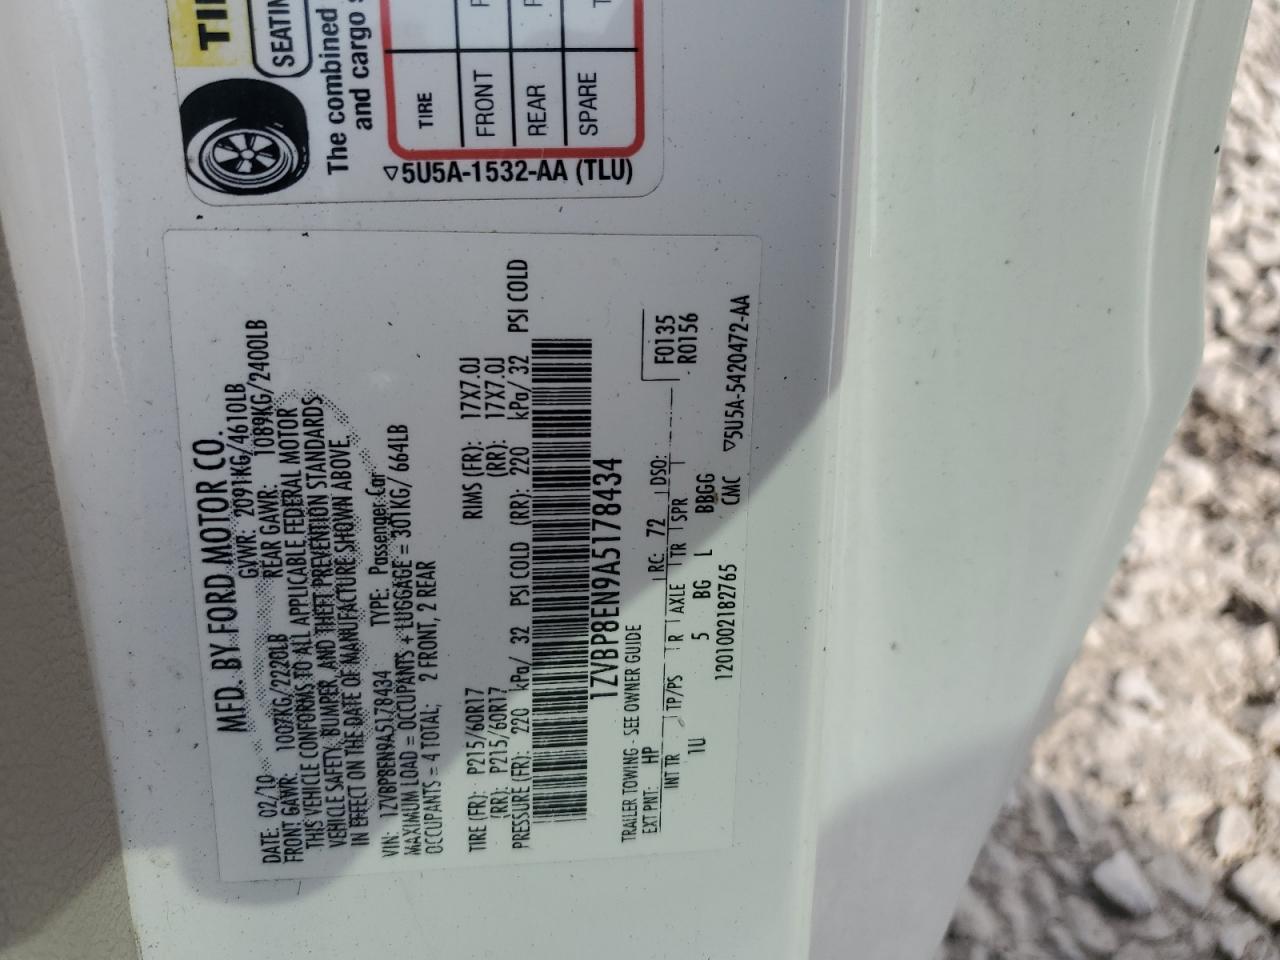 TI
SEATIN
The combined
and cargo s
TIRE
FRONT
REAR
SPARE
5U5A-1532-AA (TLU)
MFD. BY FORD MOTOR CO.
DATE: 02/10 GVWR: 2091KG/4610LB
FRONT GAWR: 1007KG/2220LB REAR GAWR: 1089KG/2400LB
THIS VEHICLE CONFORMS TO ALL APPLICABLE FEDERAL MOTOR
VEHICLE SAFETY, BUMPER, AND THEFT PREVENTION STANDARDS
IN EFFECT ON THE DATE OF MANUFACTURE SHOWN ABOVE.
VIN: 1ZVBP8EN9A5178434 TYPE: Passenger Car
MAXIMUM LOAD = OCCUPANTS + LUGGAGE = 301KG/ 664LB
OCCUPANTS = 4 TOTAL; 2 FRONT, 2 REAR
TIRE (FR): P215/60R17 RIMS (FR): 17X7.0J
(RR): P215/60R17 (RR): 17X7.0J
PRESSURE (FR): 220 kPa/ 32 PSI COLD (RR): 220 kPa/ 32 PSI COLD
1ZVBP8EN9A5178434
TRAILER TOWING - SEE OWNER GUIDE
EXT PNT: HP RC: 72 DSO: F0135
R0156
INT TR TP/PS R AXLE TR SPR
1U 5 BG L BBGG
1201002182765 CMC 5U5A-5420472-AA